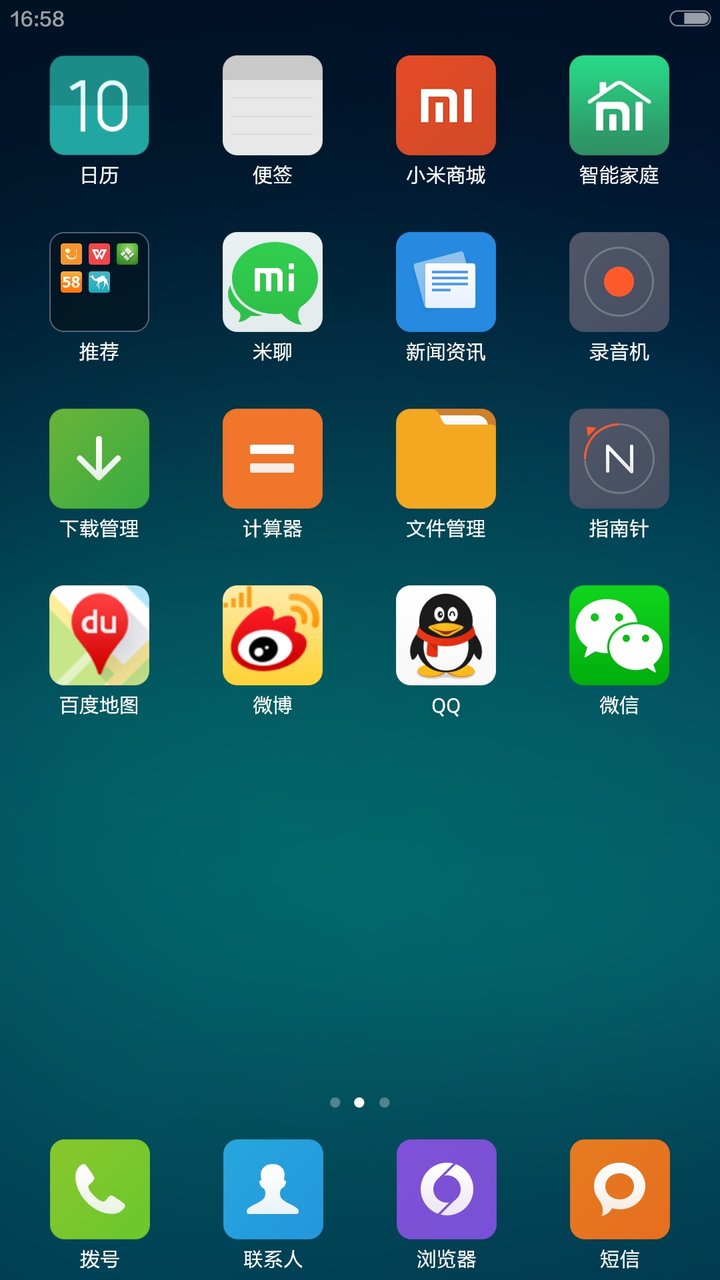 16:58
10
mi
mi
日历
便签
小米商城
智能家庭
W
58
mi
推荐
米聊
新闻资讯
录音机
N
下载管理
计算器
文件管理
指南针
du
百度地图
微博
QQ
微信
拨号
联系人
浏览器
短信